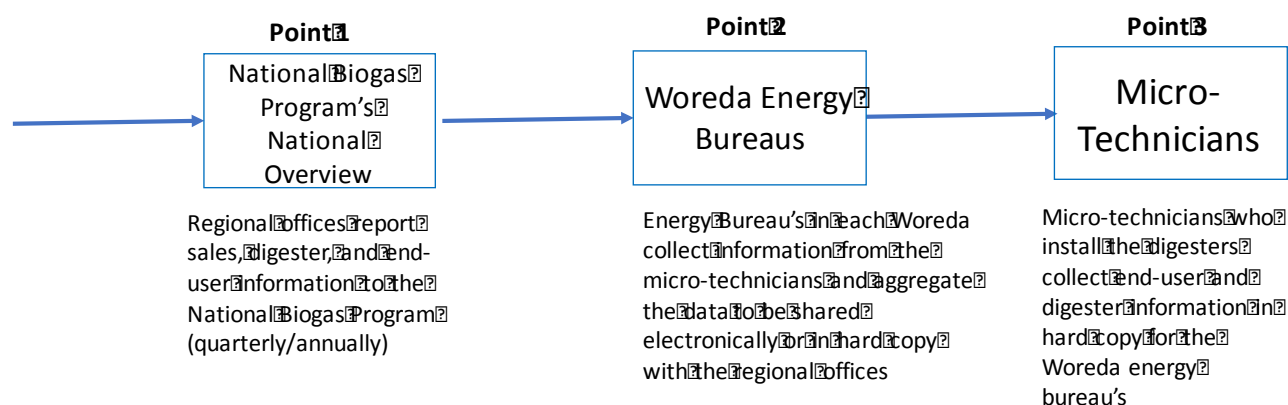 Point 1
National Biogas
Program's
National
Overview
Regional offices report
sales, digester, and end-
user information to the
National Biogas Program
(quarterly/annually)
Point 2
Woreda Energy
Bureaus
Energy Bureau's in each Woreda
collect information from the
micro-technicians and aggregate
the data to be shared
electronically or in hard copy
with the regional offices
Point 3
Micro-
Technicians
Micro-technicians who
install the digesters
collect end-user and
digester information in
hard copy for the
Woreda energy
bureau's